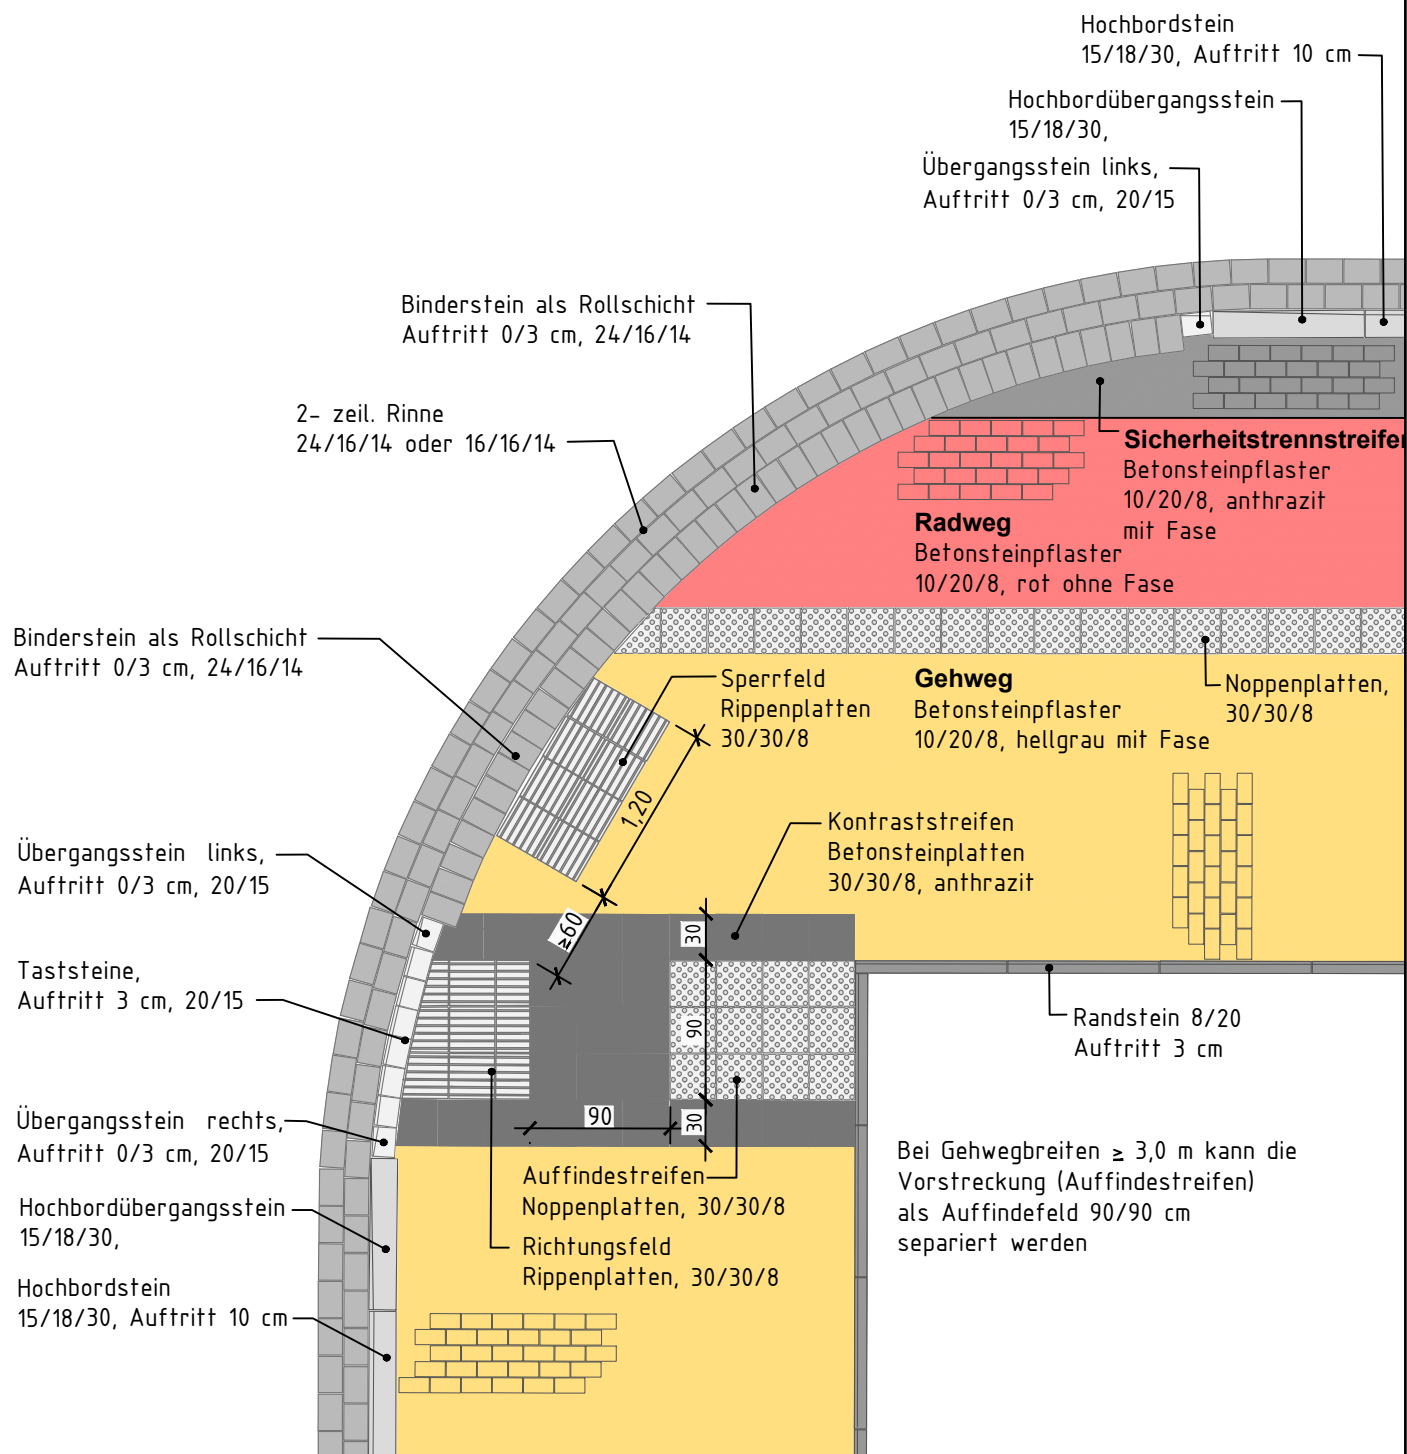 Hochbordstein
15/18/30, Auftritt 10 cm
Hochbordübergangsstein
15/18/30,
Übergangsstein links,
Auftritt 0/3 cm, 20/15
Binderstein als Rollschicht
Auftritt 0/3 cm, 24/16/14
2- zeil. Rinne
24/16/14 oder 16/16/14
Sicherheitstrennstreifen
Betonsteinpflaster
10/20/8, anthrazit
mit Fase
Radweg
Betonsteinpflaster
10/20/8, rot ohne Fase
Binderstein als Rollschicht
Auftritt 0/3 cm, 24/16/14
Sperrfeld
Rippenplatten
30/30/8
Gehweg
Betonsteinpflaster
10/20/8, hellgrau mit Fase
Noppenplatten,
30/30/8
1,20
Kontraststreifen
Betonsteinplatten
30/30/8, anthrazit
Übergangsstein links,
Auftritt 0/3 cm, 20/15
≥60
30
Taststeine,
Auftritt 3 cm, 20/15
90
Randstein 8/20
Auftritt 3 cm
90
30
Übergangsstein rechts,
Auftritt 0/3 cm, 20/15
Auffindestreifen
Noppenplatten, 30/30/8
Bei Gehwegbreiten ≥ 3,0 m kann die
Vorstreckung (Auffindestreifen)
als Auffindefeld 90/90 cm
separiert werden
Hochbordübergangsstein
15/18/30,
Richtungsfeld
Rippenplatten, 30/30/8
Hochbordstein
15/18/30, Auftritt 10 cm